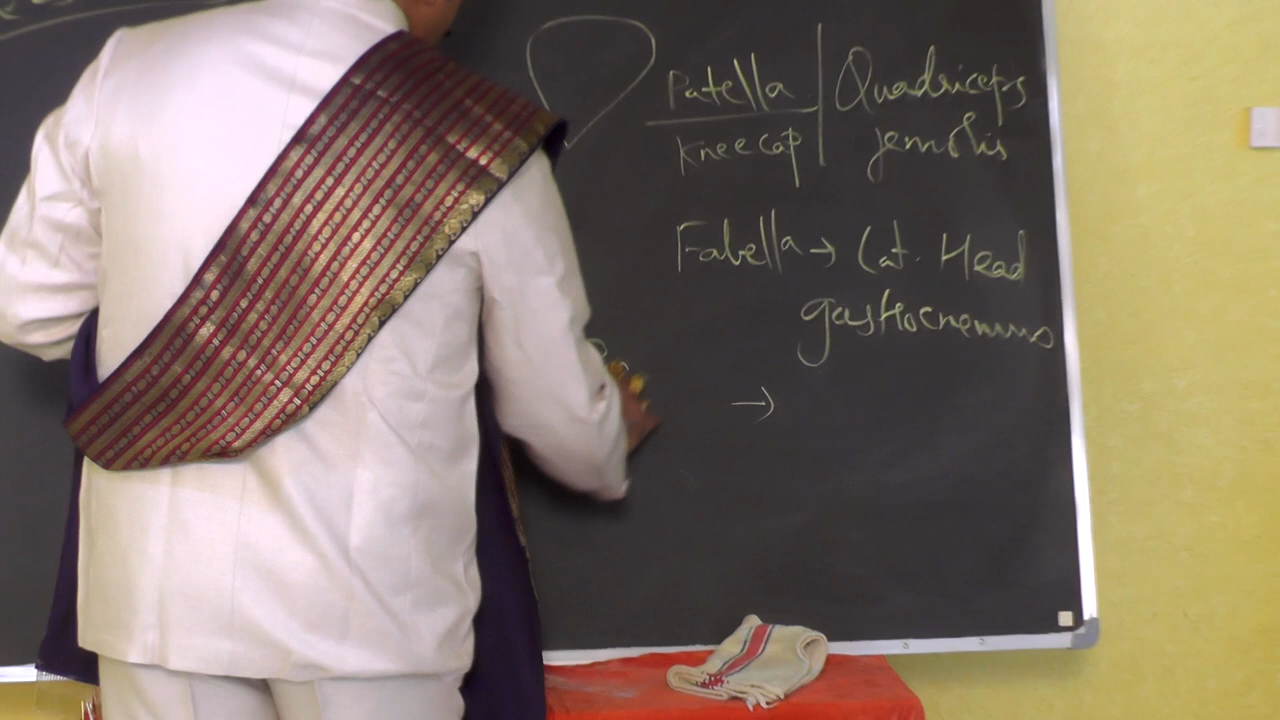 Patella | Quadriceps
Kneecap | femoris
Fabella → Lat. Head
gastrocnemius
→